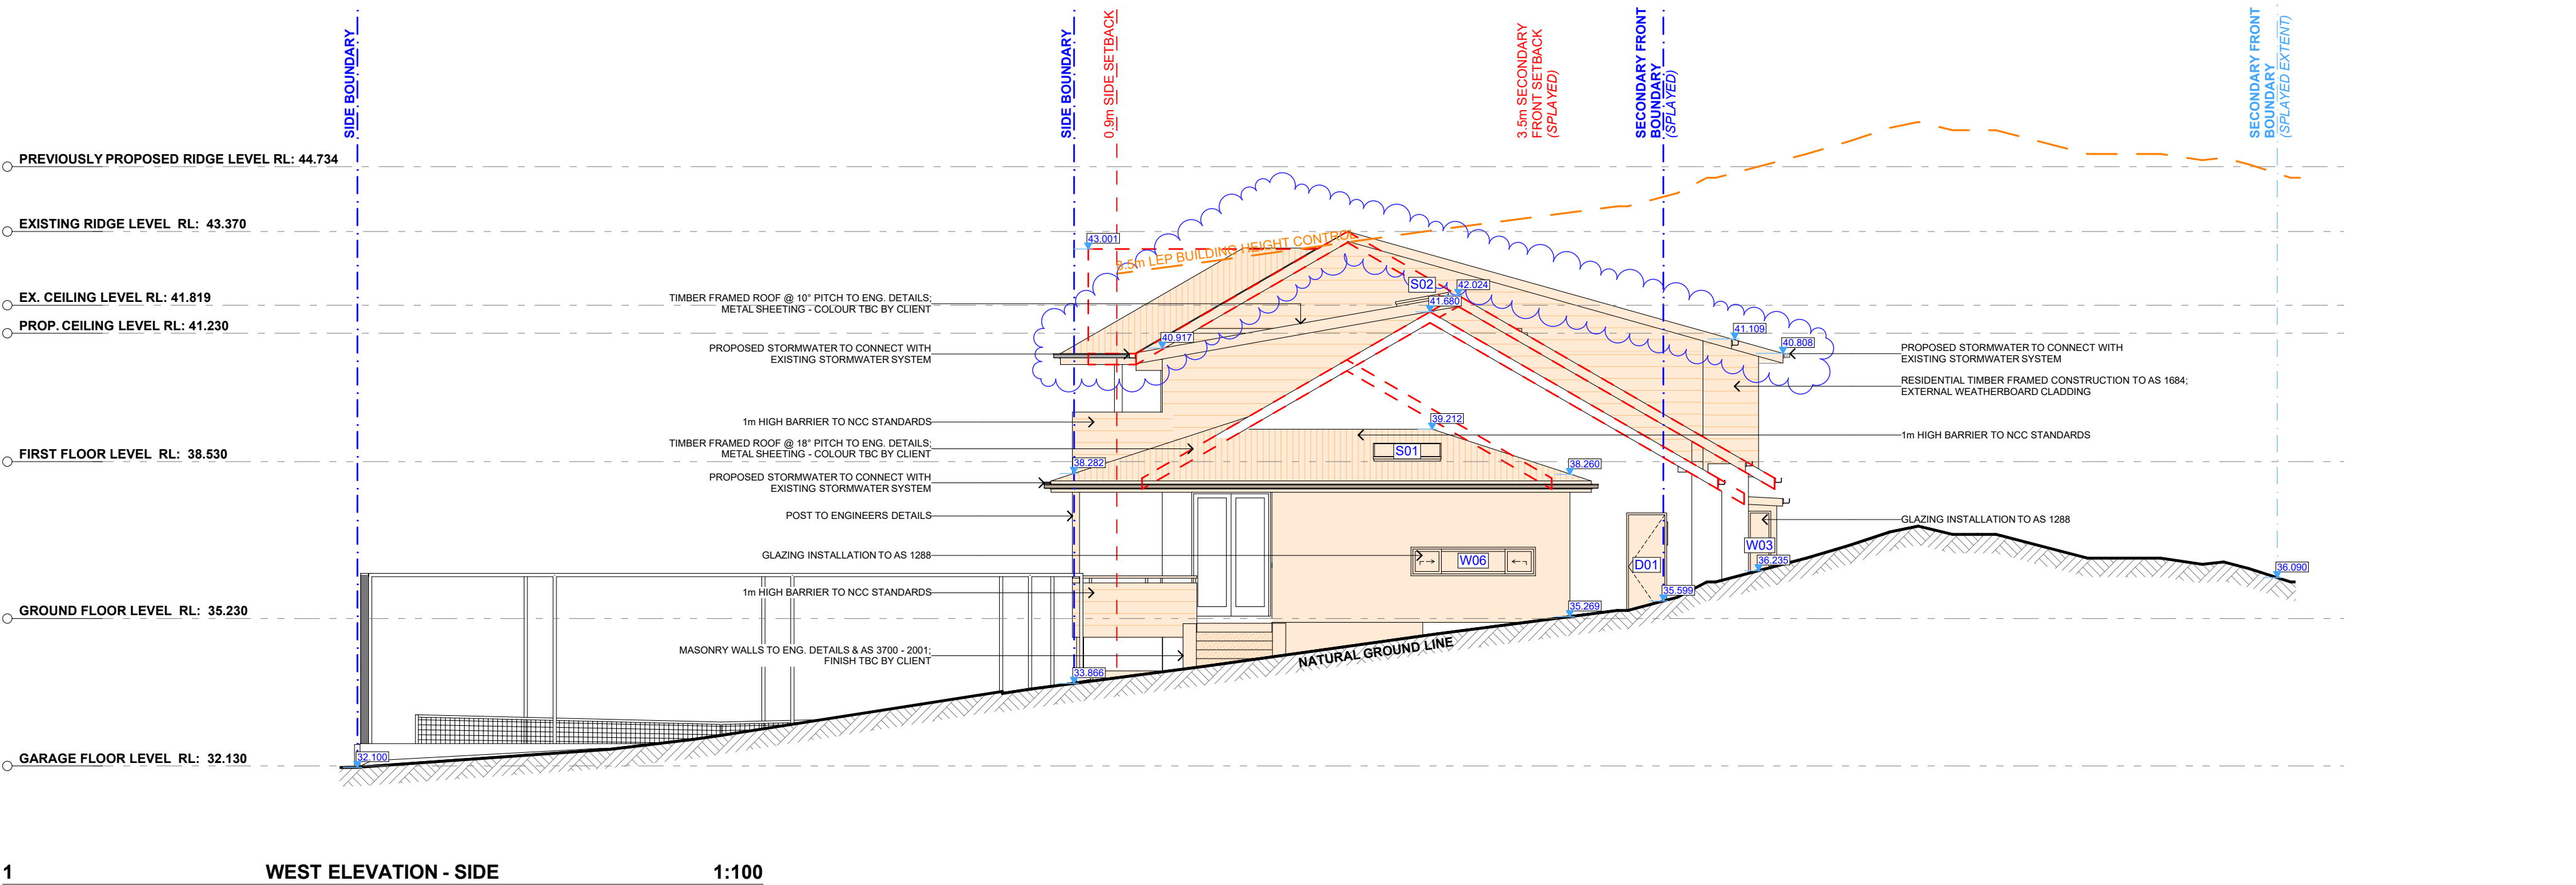 SIDE BOUNDARY
SIDE BOUNDARY
0.9m SIDE SETBACK
3.5m SECONDARY
FRONT SETBACK
(SPLAYED)
SECONDARY FRONT
BOUNDARY
(SPLAYED)
SECONDARY FRONT
BOUNDARY
(SPLAYED EXTENT)
PREVIOUSLY PROPOSED RIDGE LEVEL RL: 44.734
EXISTING RIDGE LEVEL RL: 43.370
EX. CEILING LEVEL RL: 41.819
PROP. CEILING LEVEL RL: 41.230
FIRST FLOOR LEVEL RL: 38.530
GROUND FLOOR LEVEL RL: 35.230
GARAGE FLOOR LEVEL RL: 32.130
43.001
8.5m LEP BUILDING HEIGHT CONTROL
TIMBER FRAMED ROOF @ 10° PITCH TO ENG. DETAILS;
METAL SHEETING - COLOUR TBC BY CLIENT
S02
42.024
41.680
40.917
41.109
40.808
PROPOSED STORMWATER TO CONNECT WITH
EXISTING STORMWATER SYSTEM
PROPOSED STORMWATER TO CONNECT WITH
EXISTING STORMWATER SYSTEM
RESIDENTIAL TIMBER FRAMED CONSTRUCTION TO AS 1684;
EXTERNAL WEATHERBOARD CLADDING
1m HIGH BARRIER TO NCC STANDARDS
39.212
1m HIGH BARRIER TO NCC STANDARDS
TIMBER FRAMED ROOF @ 18° PITCH TO ENG. DETAILS;
METAL SHEETING - COLOUR TBC BY CLIENT
S01
38.282
38.260
PROPOSED STORMWATER TO CONNECT WITH
EXISTING STORMWATER SYSTEM
POST TO ENGINEERS DETAILS
GLAZING INSTALLATION TO AS 1288
GLAZING INSTALLATION TO AS 1288
W03
W06
D01
36.235
36.090
35.599
35.269
1m HIGH BARRIER TO NCC STANDARDS
MASONRY WALLS TO ENG. DETAILS & AS 3700 - 2001;
FINISH TBC BY CLIENT
NATURAL GROUND LINE
33.866
32.100
1 WEST ELEVATION - SIDE 1:100